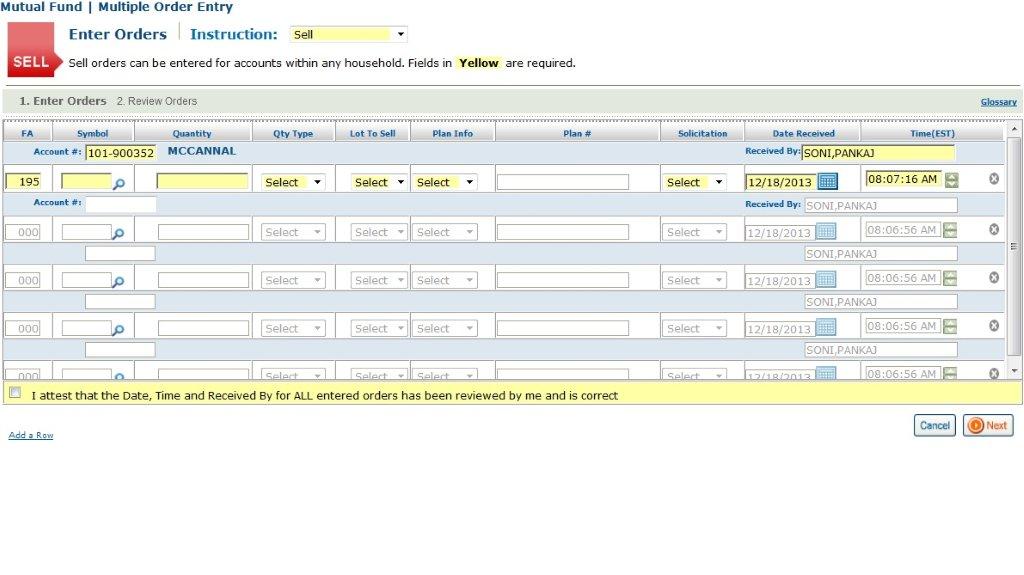 Mutual Fund | Multiple Order Entry
Enter Orders Instruction: Sell
SELL
Sell orders can be entered for accounts within any household. Fields in Yellow are required.
1. Enter Orders 2. Review Orders Glossary
FA Symbol Quantity Qty Type Lot To Sell Plan Info Plan # Solicitation Date Received Time(EST)
Account #: 101-900352 MCCANNAL Received By: SONI,PANKAJ
195 Select Select Select Select 12/18/2013 08:07:16 AM
Account #: Received By: SONI,PANKAJ
000 Select Select Select Select 12/18/2013 08:06:56 AM
SONI,PANKAJ
000 Select Select Select Select 12/18/2013 08:06:56 AM
SONI,PANKAJ
000 Select Select Select Select 12/18/2013 08:06:56 AM
SONI,PANKAJ
000 Select Select Select Select 12/18/2013 08:06:56 AM
I attest that the Date, Time and Received By for ALL entered orders has been reviewed by me and is correct
Cancel Next
Add a Row